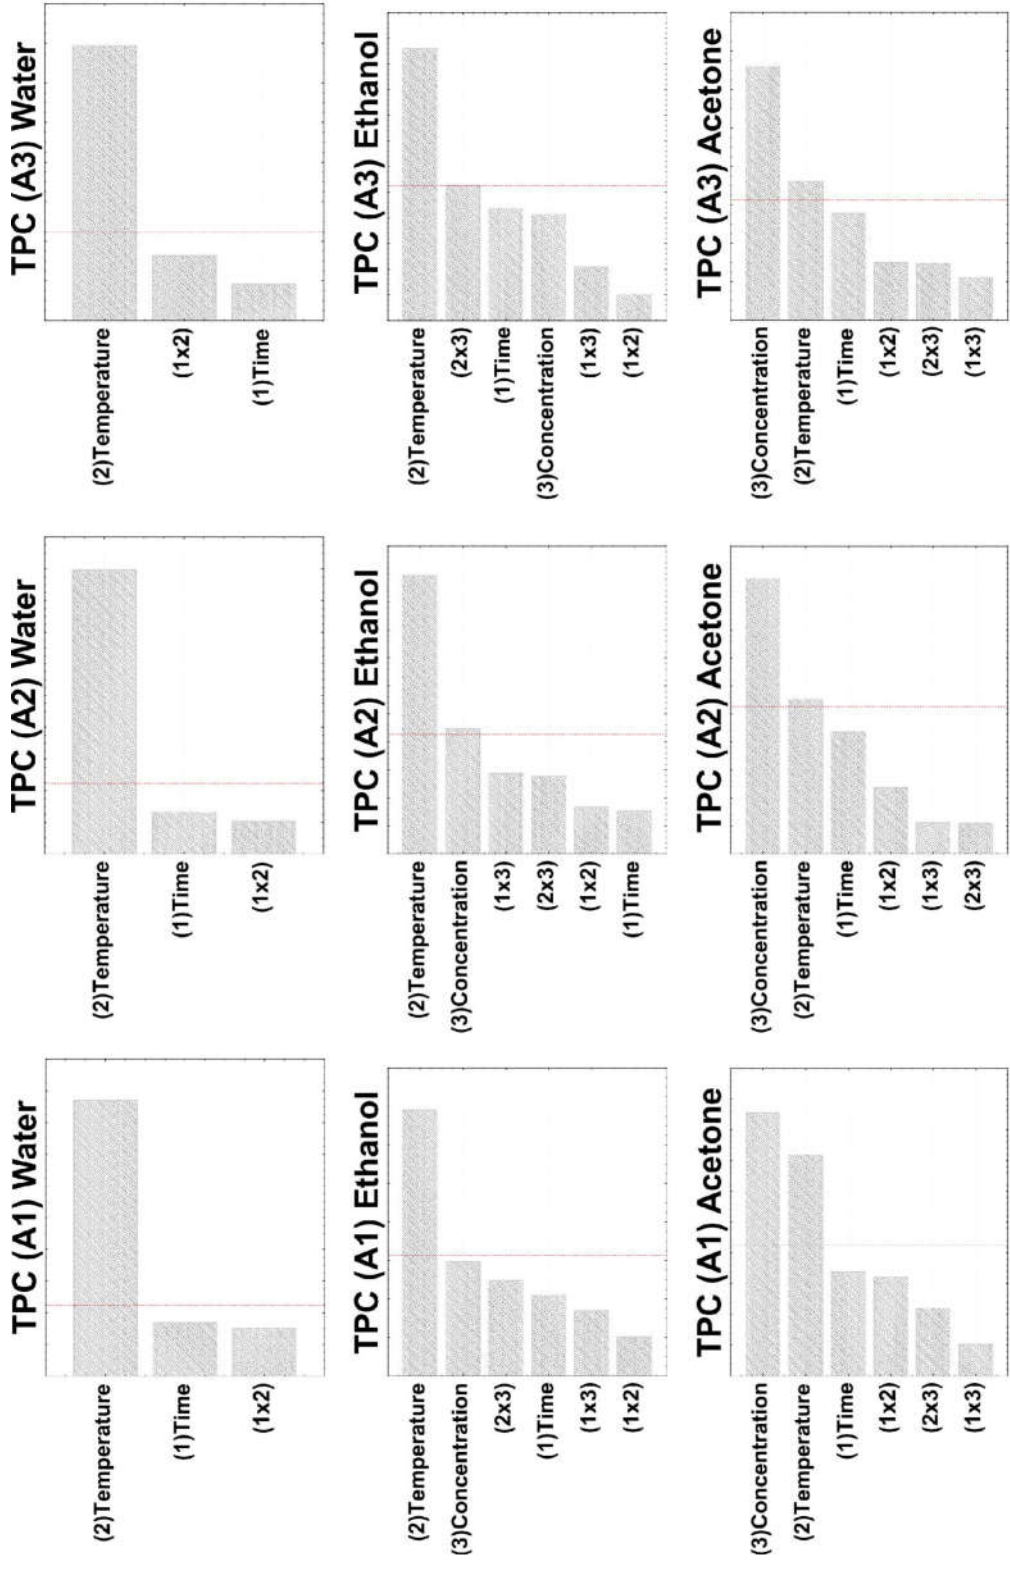 TPC (A1) Water
(2)Temperature
(1)Time
(1x2)
TPC (A2) Water
(2)Temperature
(1)Time
(1x2)
TPC (A3) Water
(2)Temperature
(1x2)
(1)Time
TPC (A1) Ethanol
(2)Temperature
(3)Concentration
(2x3)
(1)Time
(1x3)
(1x2)
TPC (A2) Ethanol
(2)Temperature
(3)Concentration
(1x3)
(2x3)
(1x2)
(1)Time
TPC (A3) Ethanol
(2)Temperature
(2x3)
(1)Time
(3)Concentration
(1x3)
(1x2)
TPC (A1) Acetone
(3)Concentration
(2)Temperature
(1)Time
(1x2)
(2x3)
(1x3)
TPC (A2) Acetone
(3)Concentration
(2)Temperature
(1)Time
(1x2)
(1x3)
(2x3)
TPC (A3) Acetone
(3)Concentration
(2)Temperature
(1)Time
(1x2)
(2x3)
(1x3)